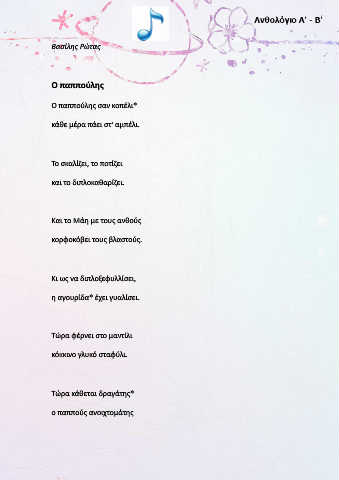 Ανθολόγιο Α' - Β'
Βασίλης Ρώτας
Ο παππούλης
Ο παππούλης σαν κοπέλι*
κάθε μέρα πάει στ' αμπέλι.
Το σκαλίζει, το ποτίζει
και το διπλοκαθαρίζει.
Και το Μάη με τους ανθούς
κορφοκόβει τους βλαστούς.
Κι ως να διπλοξεφυλλίσει,
η αγουρίδα* έχει γυαλίσει.
Τώρα φέρνει στο μαντίλι
κόκκινο γλυκό σταφύλι.
Τώρα κάθεται δραγάτης*
ο παππούς ανοιχτομάτης